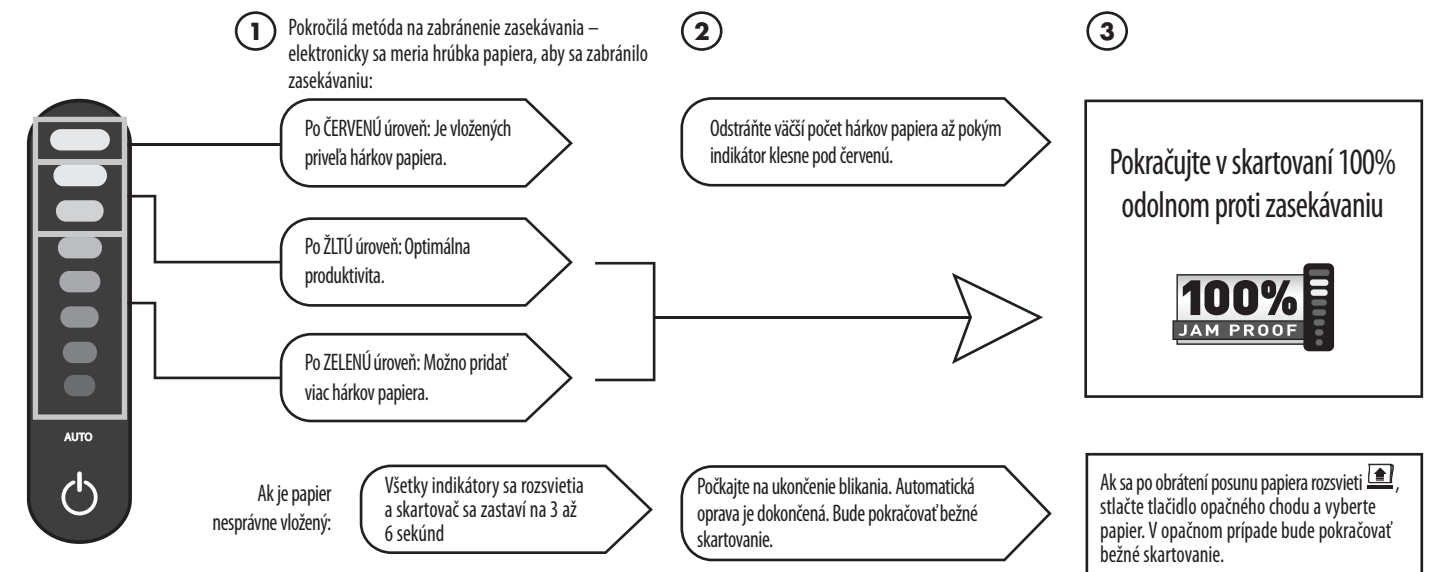 1
Pokročilá metóda na zabránenie zasekávania –
elektronicky sa meria hrúbka papiera, aby sa zabránilo
zasekávaniu:
2
3
Po ČERVENÚ úroveň: Je vložených
priveľa hárkov papiera.
Odstráňte väčší počet hárkov papiera až pokým
indikátor klesne pod červenú.
Po ŽLTÚ úroveň: Optimálna
produktivita.
Po ZELENÚ úroveň: Možno pridať
viac hárkov papiera.
Pokračujte v skartovaní 100%
odolnom proti zasekávaniu
100%
JAM PROOF
AUTO
Ak je papier
nesprávne vložený:
Všetky indikátory sa rozsvietia
a skartovač sa zastaví na 3 až
6 sekúnd
Počkajte na ukončenie blikania. Automatická
oprava je dokončená. Bude pokračovať bežné
skartovanie.
Ak sa po obrátení posunu papiera rozsvieti ,
stlačte tlačidlo opačného chodu a vyberte
papier. V opačnom prípade bude pokračovať
bežné skartovanie.